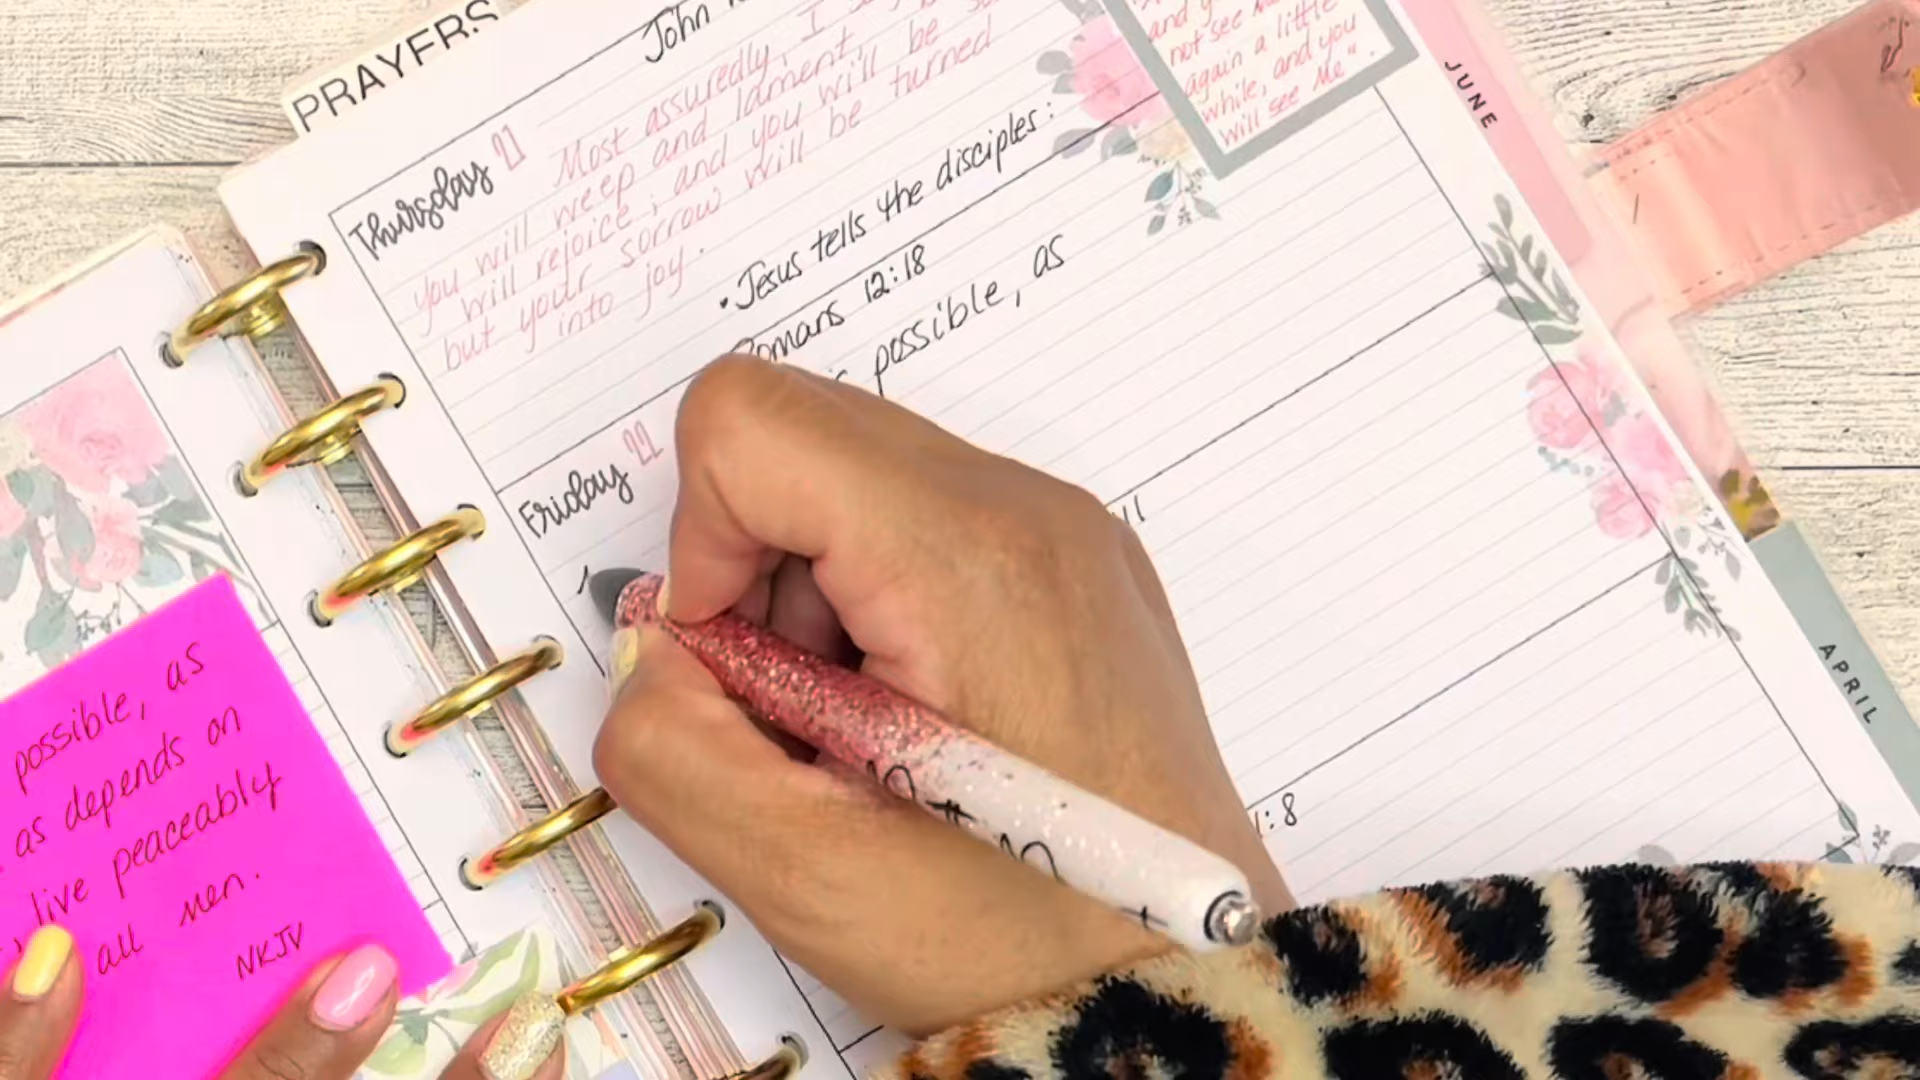 PRAYERS
John
Thursday 21
Most assuredly, I
you will weep and lament,
will rejoice; and you will be
but your sorrow will be turned
into joy.
and
not see
again a little
while, and you
will see Me".
• Jesus tells the disciples:
Friday 22
Romans 12:18
possible, as
1:8
JUNE
APRIL
possible, as
as depends on
live peaceably
all men.
NKJV